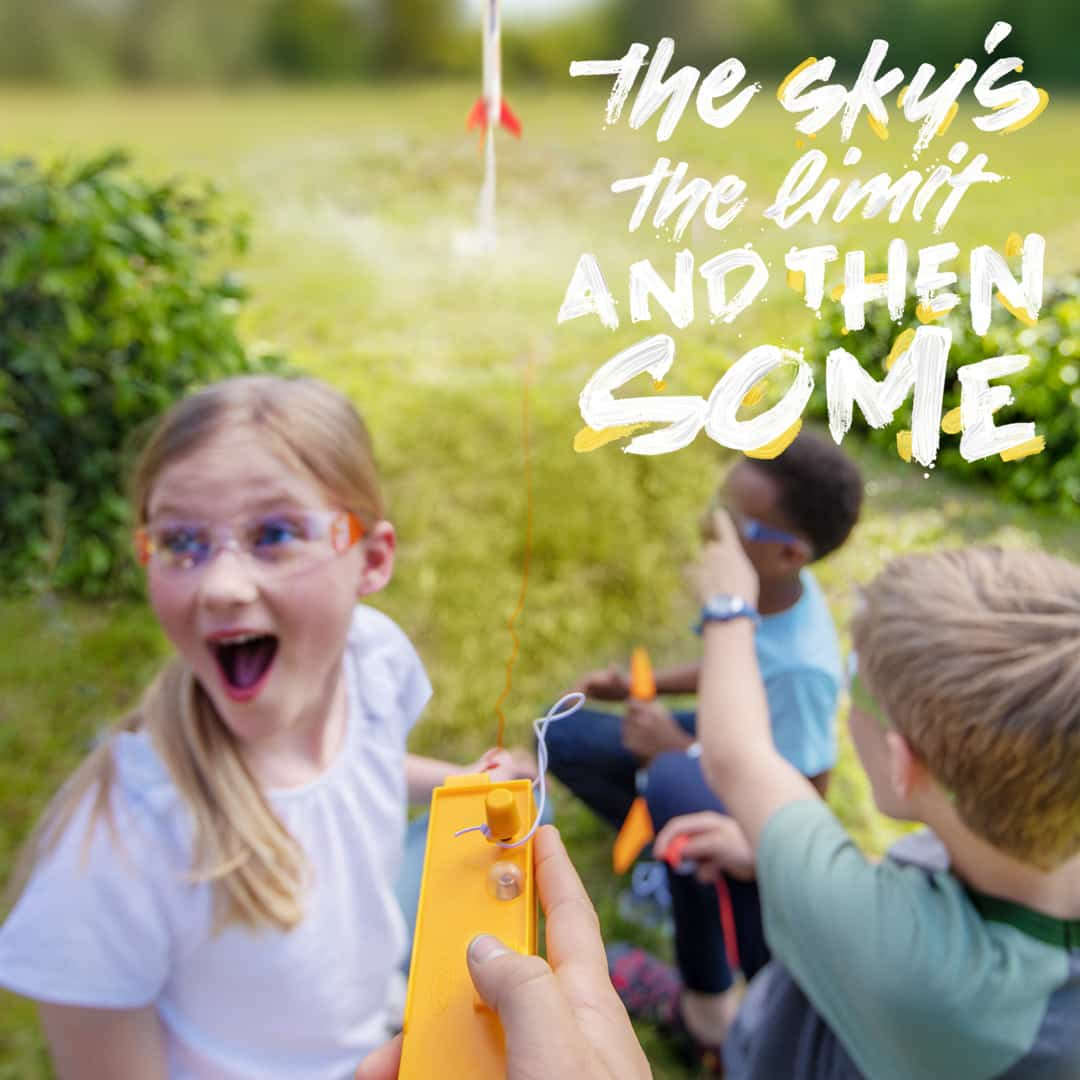 the sky's
the limit
AND THEN
SOME